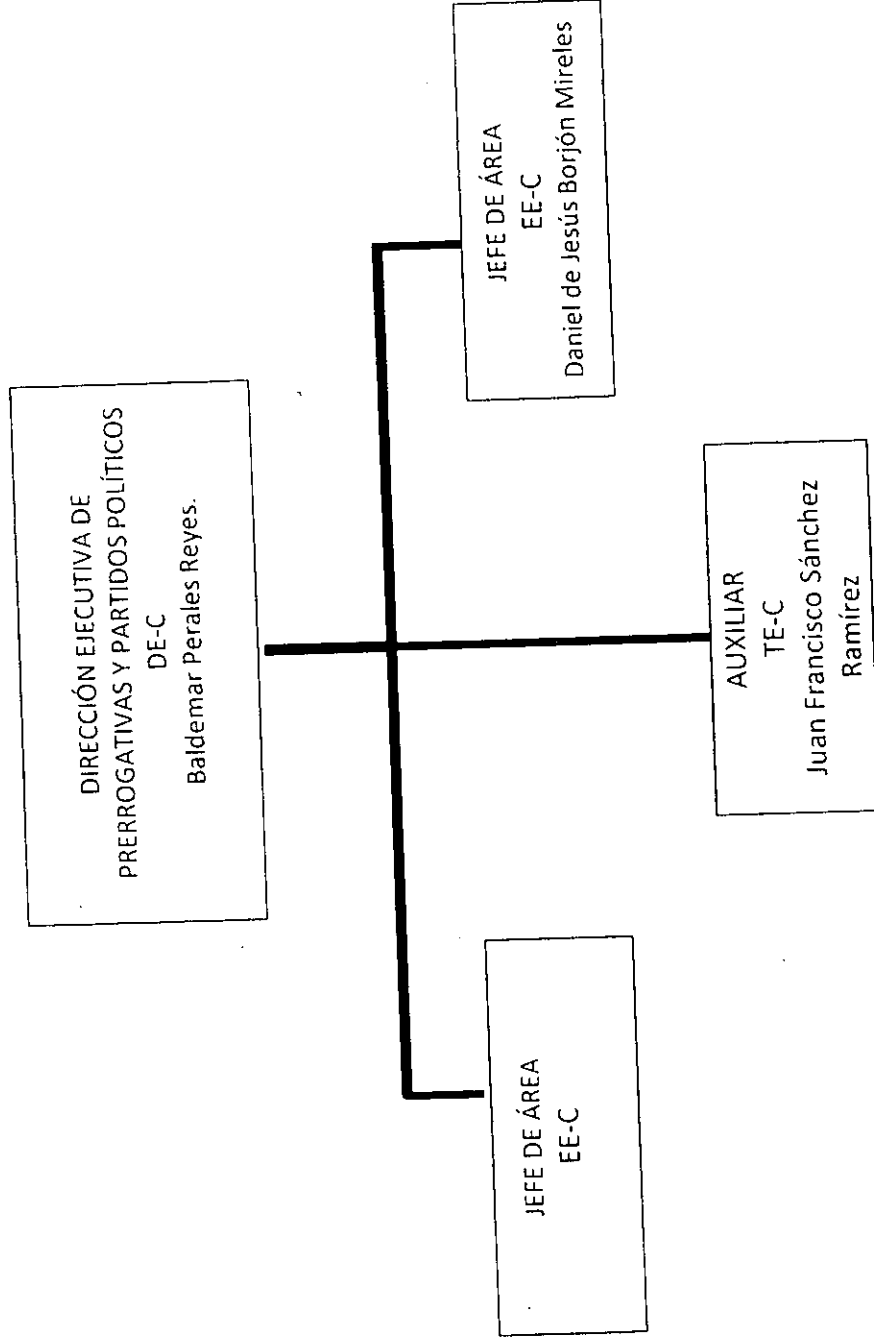 DIRECCIÓN EJECUTIVA DE
PRERROGATIVAS Y PARTIDOS POLÍTICOS
DE-C
Baldemar Perales Reyes.
JEFE DE ÁREA
EE-C
AUXILIAR
TE-C
Juan Francisco Sánchez
Ramírez
JEFE DE ÁREA
EE-C
Daniel de Jesús Borjón Mireles